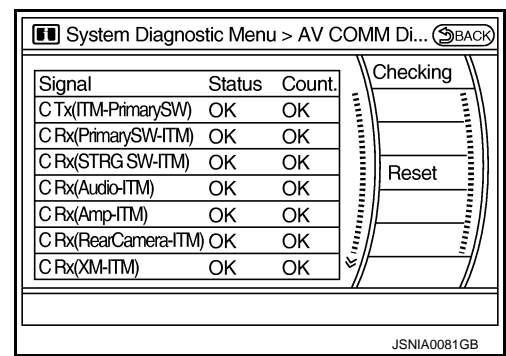 i System Diagnostic Menu > AV COMM Di... BACK
Checking
Signal Status Count.
C Tx(ITM-PrimarySW) OK OK
C Rx(PrimarySW-ITM) OK OK
C Rx(STRG SW-ITM) OK OK
C Rx(Audio-ITM) OK OK
Reset
C Rx(Amp-ITM) OK OK
C Rx(RearCamera-ITM) OK OK
C Rx(XM-ITM) OK OK
JSNIA0081GB